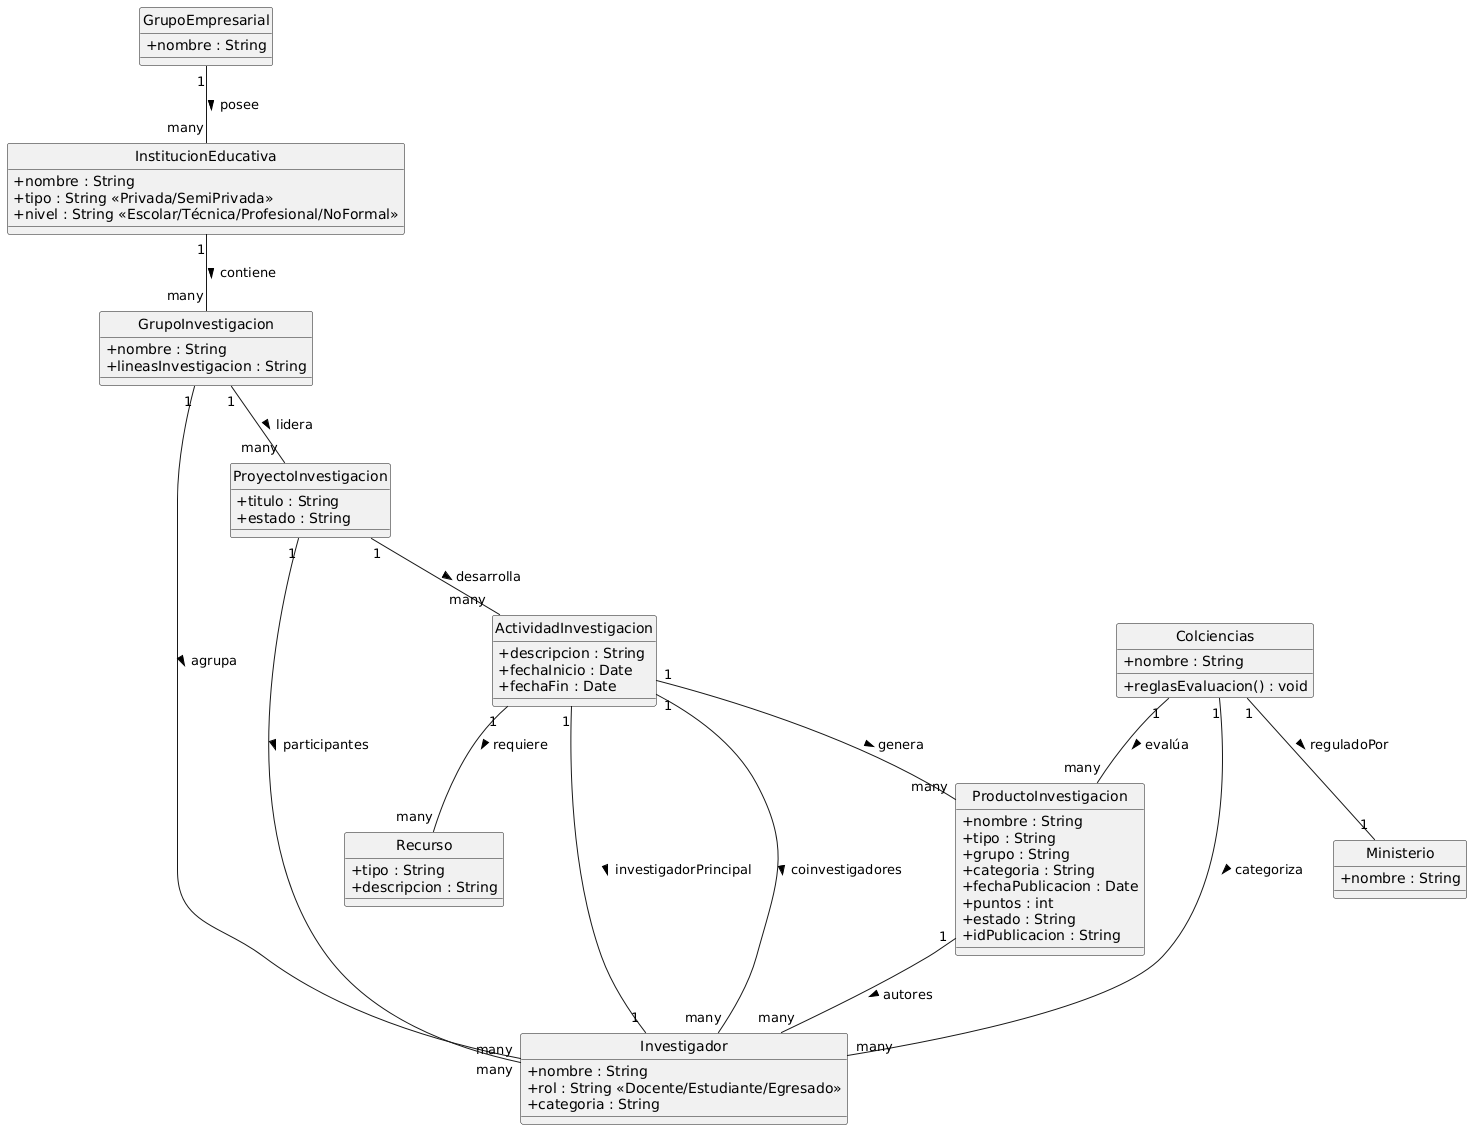 GrupoEmpresarial
+nombre : String
1
posee
many
InstitucionEducativa
+nombre : String
+tipo : String «Privada/SemiPrivada»
+nivel : String «Escolar/Técnica/Profesional/NoFormal»
1
contiene
many
GrupoInvestigacion
+nombre : String
+lineasInvestigacion : String
1
1
lidera
many
ProyectoInvestigacion
+titulo : String
+estado : String
1
1
desarrolla
many
ActividadInvestigacion
+descripcion : String
+fechaInicio : Date
+fechaFin : Date
Colciencias
+nombre : String
+reglasEvaluacion() : void
agrupa
1
1
1
1
1
1
1
participantes
requiere
genera
evalúa
reguladoPor
many
many
many
1
ProductoInvestigacion
+nombre : String
+tipo : String
+grupo : String
+categoria : String
+fechaPublicacion : Date
+puntos : int
+estado : String
+idPublicacion : String
Recurso
+tipo : String
+descripcion : String
investigadorPrincipal
coinvestigadores
categoriza
Ministerio
+nombre : String
1
autores
1
many
many
many
many
many
Investigador
+nombre : String
+rol : String «Docente/Estudiante/Egresado»
+categoria : String